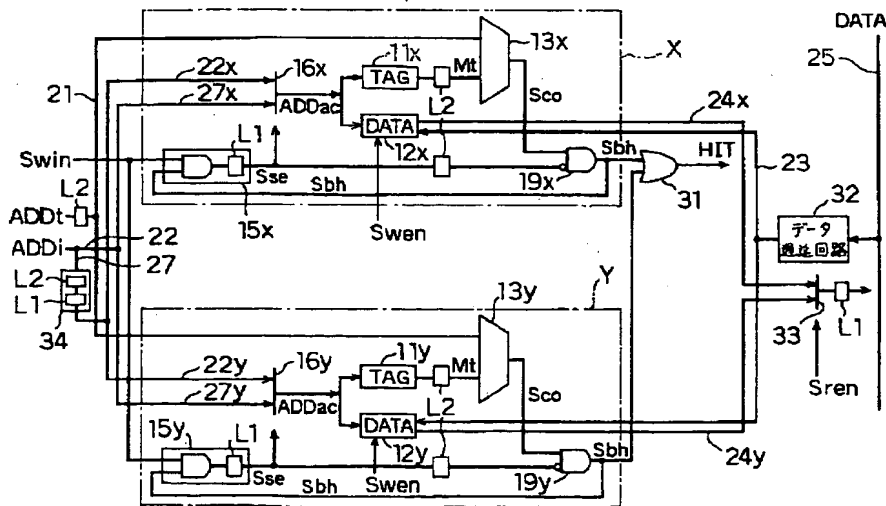 DATA
13x
11x
16x
X
22x
TAG
Mt
25
21
27x
L2
Sco
ADDac
24x
DATA
L1
Sbh
HIT
Swin
Sse
Sbh
12x
19x
31
23
L2
15x
32
ADDt
Swen
データ
ADDi
22
27
Y
L2
13y
L1
34
33
L1
11y
22y
16y
TAG
Mt
Sren
27y
ADDac
L2
Sco
15y
L1
DATA
Sbh
24y
Sse
Sbh
12y
Swen
19y